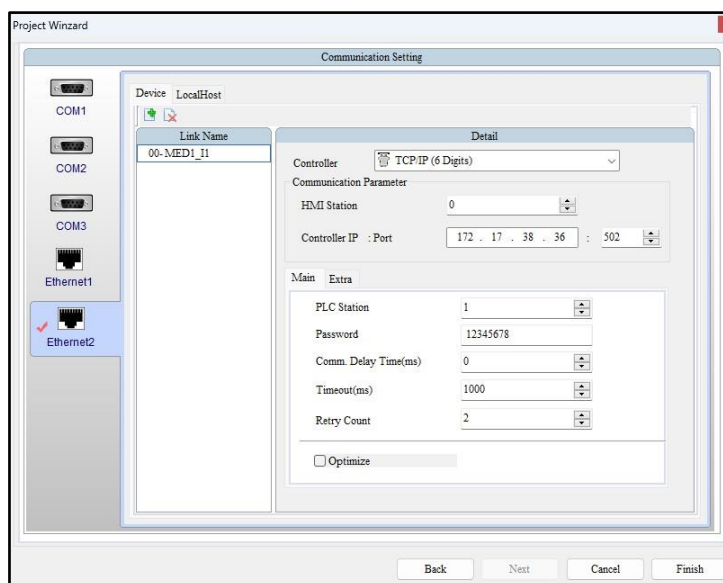 Project Winzard
Communication Setting
COM1
COM2
COM3
Ethernet1
Ethernet2
Device LocalHost
Link Name
00-MED1_I1
Detail
Controller TCP/IP (6 Digits)
Communication Parameter
HMI Station 0
Controller IP : Port 172 . 17 . 38 . 36 : 502
Main Extra
PLC Station 1
Password 12345678
Comm. Delay Time(ms) 0
Timeout(ms) 1000
Retry Count 2
Optimize
Back Next Cancel Finish